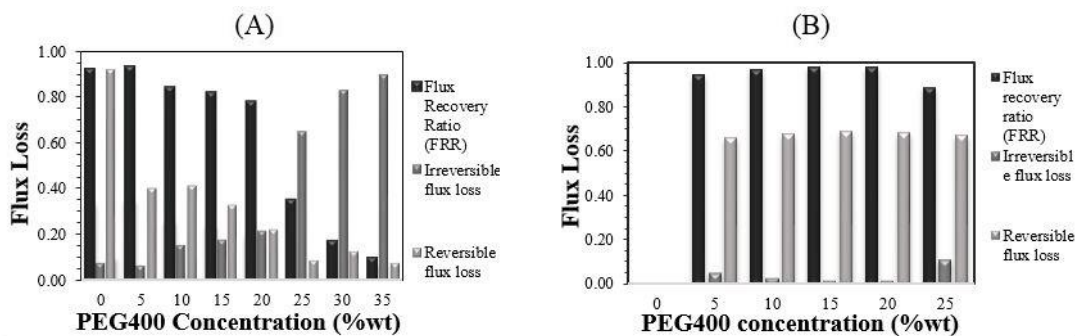 (A)
1.00
0.80
0.60
0.40
0.20
0.00
Flux Loss
0 5 10 15 20 25 30 35
PEG400 Concentration (%wt)
Flux
Recovery
Ratio
(FRR)
Irreversible
flux loss
Reversible
flux loss
(B)
1.00
0.80
0.60
0.40
0.20
0.00
Flux Loss
0 5 10 15 20 25
PEG400 concentration (%wt)
Flux
recovery
ratio
(FRR)
Irreversibl
e flux loss
Reversible
flux loss